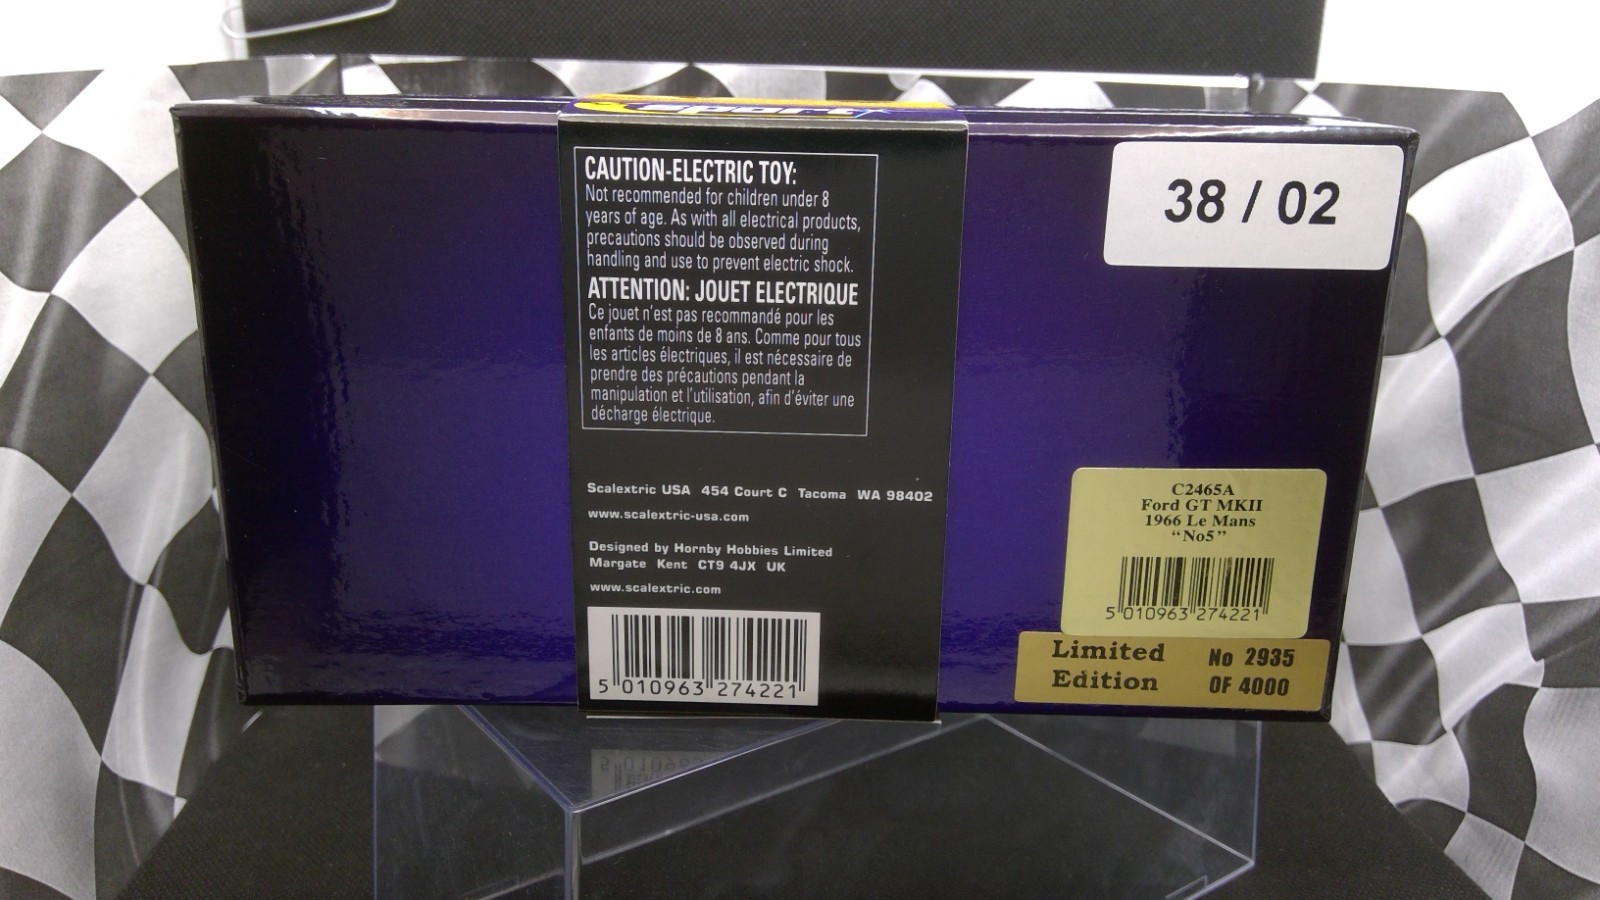 sport
CAUTION-ELECTRIC TOY:
Not recommended for children under 8
years of age. As with all electrical products,
precautions should be observed during
handling and use to prevent electric shock.
ATTENTION: JOUET ELECTRIQUE
Ce jouet n'est pas recommandé pour les
enfants de moins de 8 ans. Comme pour tous
les articles électriques, il est nécessaire de
prendre des précautions pendant la
manipulation et l'utilisation, afin d'éviter une
décharge électrique.
Scalextric USA 454 Court C Tacoma WA 98402
www.scalextric-usa.com
Designed by Hornby Hobbies Limited
Margate Kent CT9 4JX UK
www.scalextric.com
5 010963 274221
38 / 02
C2465A
Ford GT MKII
1966 Le Mans
“No5”
5 010963 274221
Limited Edition
No 2935
OF 4000